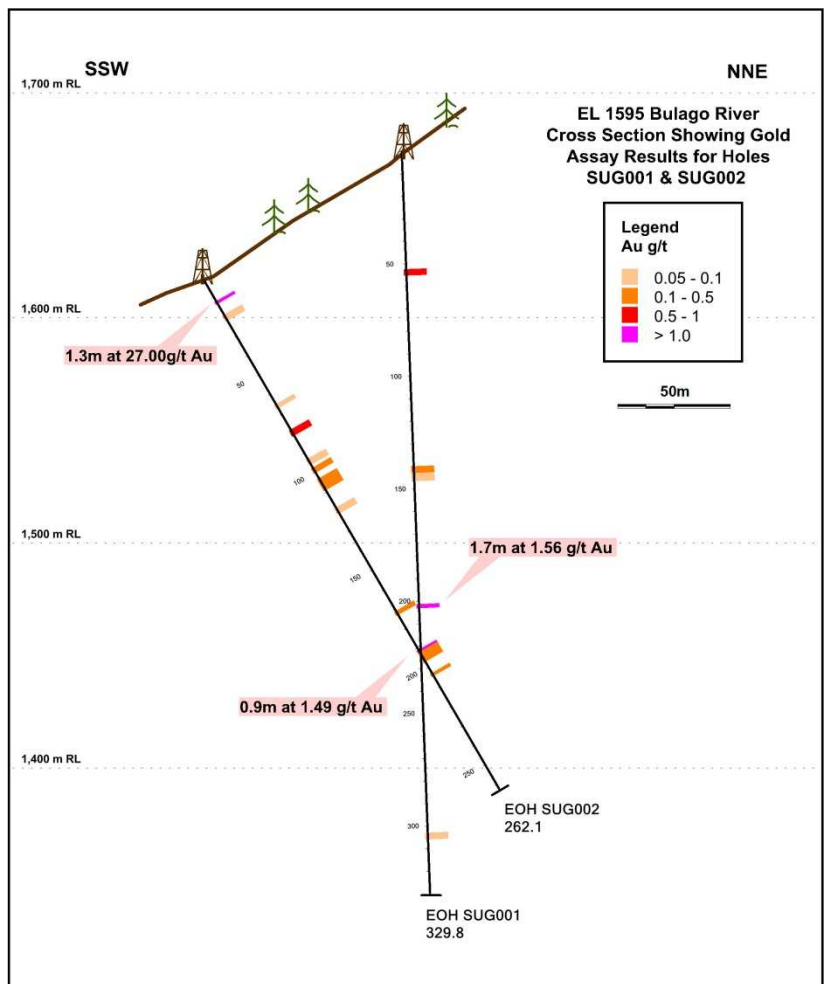 SSW
NNE
1,700 m RL
EL 1595 Bulago River
Cross Section Showing Gold
Assay Results for Holes
SUG001 & SUG002
Legend
Au g/t
0.05 - 0.1
0.1 - 0.5
0.5 - 1
> 1.0
50m
50
1,600 m RL
1.3m at 27.00g/t Au
50
100
100
150
1,500 m RL
1.7m at 1.56 g/t Au
150
200
200
0.9m at 1.49 g/t Au
250
1,400 m RL
250
EOH SUG002
262.1
300
EOH SUG001
329.8